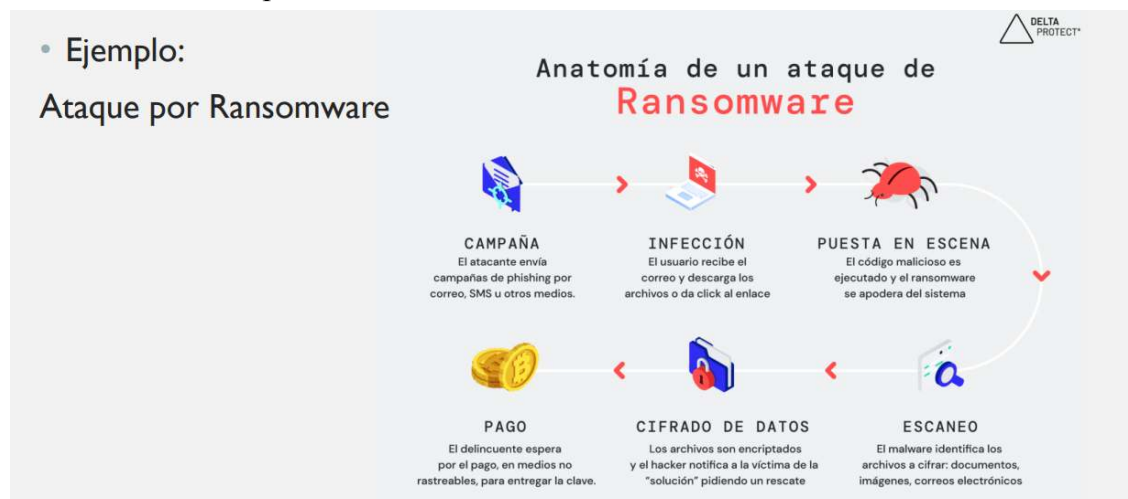 • Ejemplo:
Ataque por Ransomware
DELTA
PROTECT®
Anatomía de un ataque de
Ransomware
CAMPAÑA
El atacante envía
campañas de phishing por
correo, SMS u otros medios.
INFECCIÓN
El usuario recibe el
correo y descarga los
archivos o da click al enlace
PUESTA EN ESCENA
El código malicioso es
ejecutado y el ransomware
se apodera del sistema
ESCANEO
El malware identifica los
archivos a cifrar: documentos,
imágenes, correos electrónicos
CIFRADO DE DATOS
Los archivos son encriptados
y el hacker notifica a la víctima de la
"solución" pidiendo un rescate
PAGO
El delincuente espera
por el pago, en medios no
rastreables, para entregar la clave.